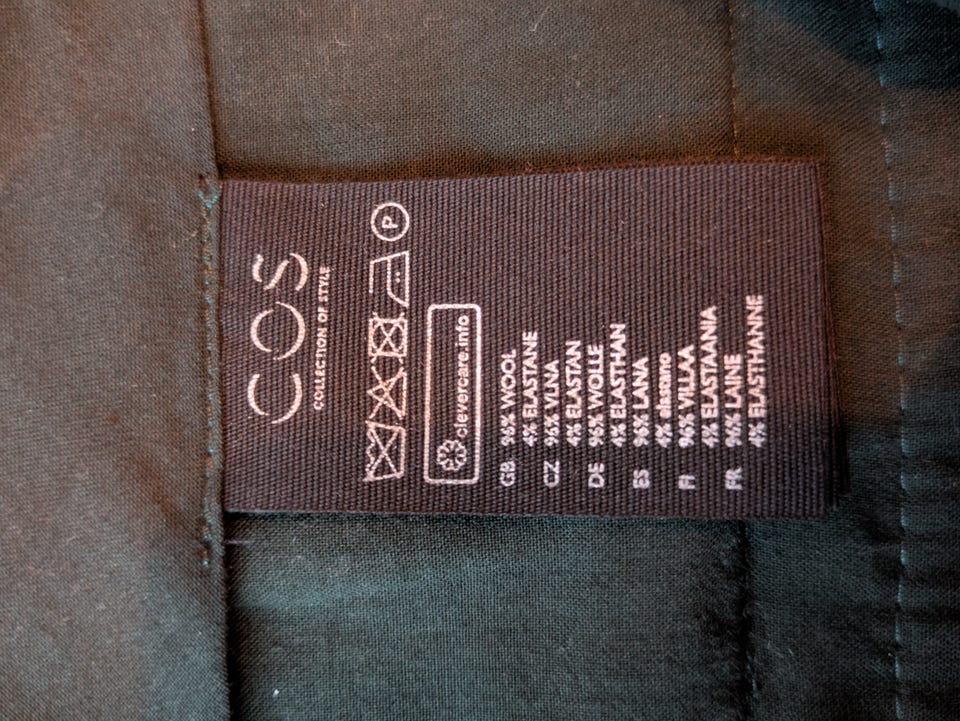 COS
COLLECTION OF STYLE
P
clevercare.info
GB 96% WOOL
4% ELASTANE
CZ 96% VLNA
4% ELASTAN
DE 96% WOLLE
4% ELASTHAN
ES 96% LANA
4% elastano
FI 96% VILLAA
4% ELASTAANIA
FR 96% LAINE
4% ELASTHANNE